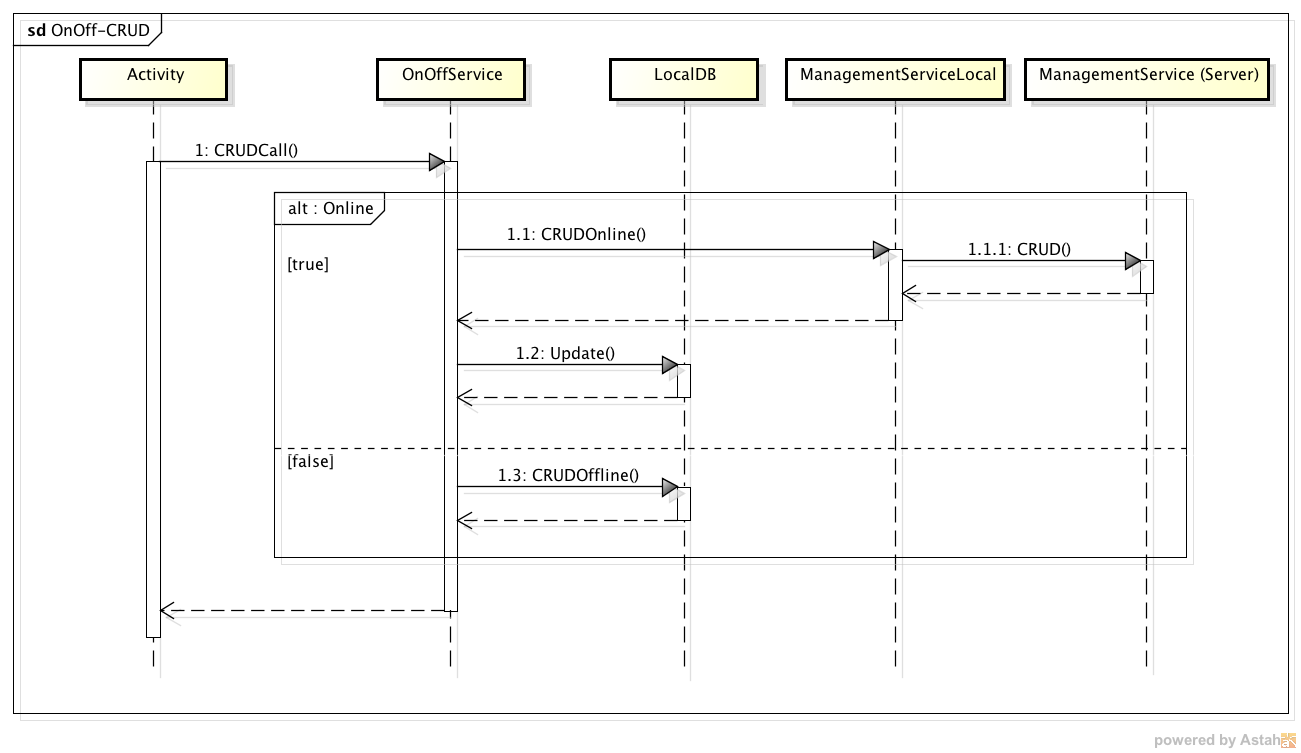 sd OnOff-CRUD
Activity
OnOffService
LocalDB
ManagementServiceLocal
ManagementService (Server)
1: CRUDCall()
alt : Online
1.1: CRUDOnline()
1.1.1: CRUD()
[true]
1.2: Update()
[false]
1.3: CRUDOffline()
powered by Astah